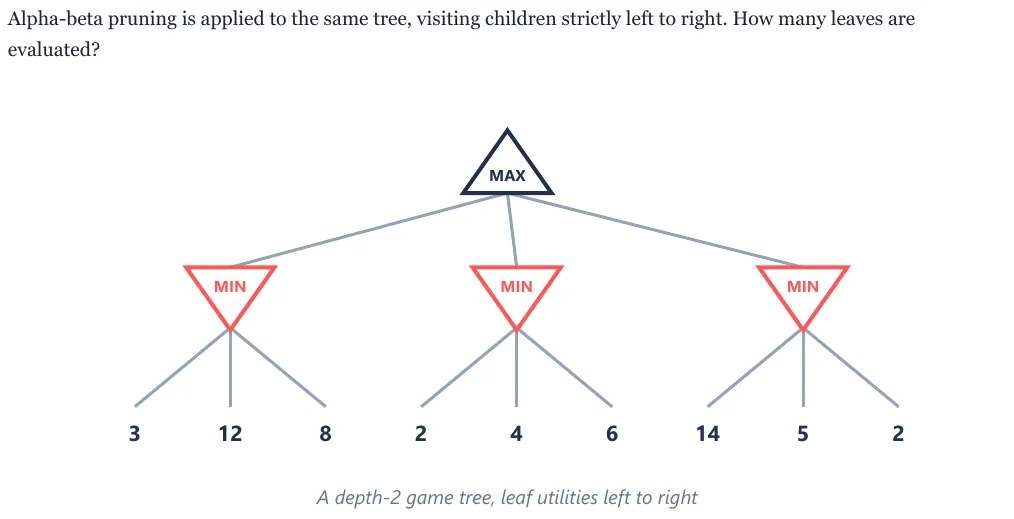 Alpha-beta pruning is applied to the same tree, visiting children strictly left to right. How many leaves are
evaluated?
MAX
MIN MIN MIN
3 12 8 2 4 6 14 5 2
A depth-2 game tree, leaf utilities left to right